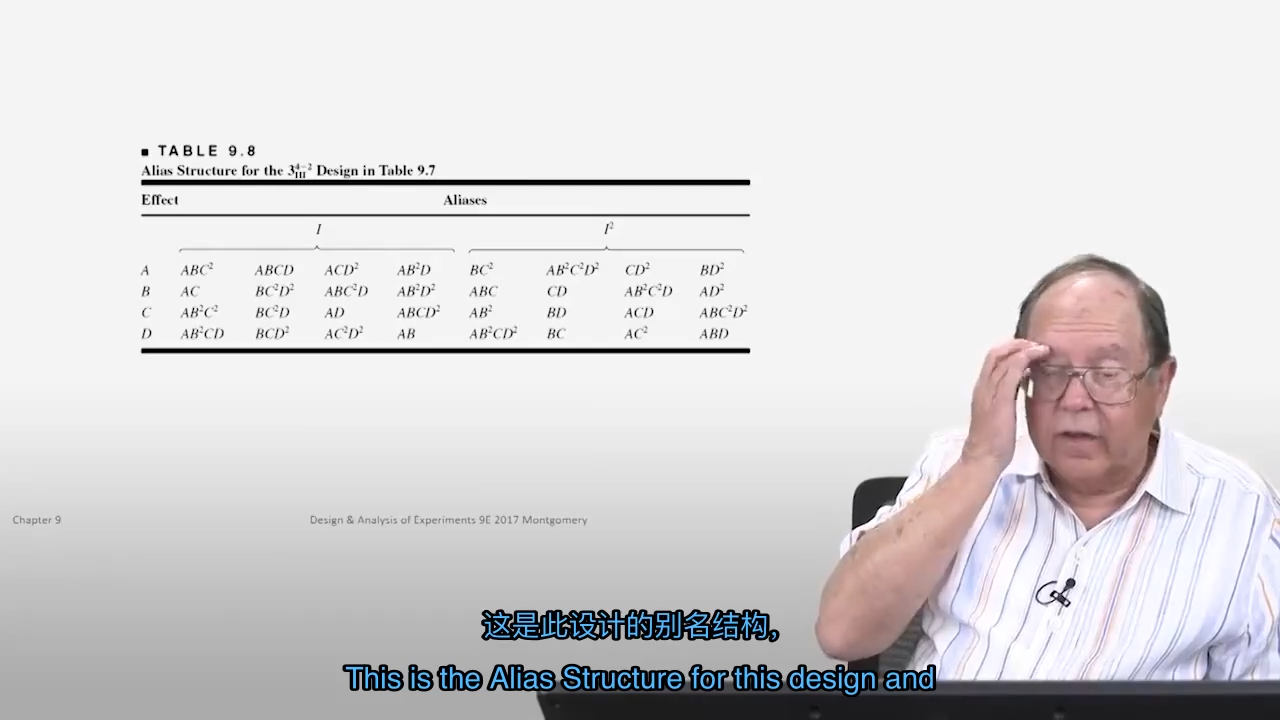 ■ TABLE 9.8
Alias Structure for the 3_III^{4−2} Design in Table 9.7
Effect Aliases
I I²
A ABC² ABCD ACD² AB²D BC² AB²C²D² CD² BD²
B AC BC²D² ABC²D AB²D² ABC CD AB²C²D AD²
C AB²C² BC²D AD ABCD² AB² BD ACD ABC²D²
D AB²CD BCD² AC²D² AB AB²CD² BC AC² ABD
Chapter 9 Design & Analysis of Experiments 9E 2017 Montgomery
这是此设计的别名结构,
This is the Alias Structure for this design and